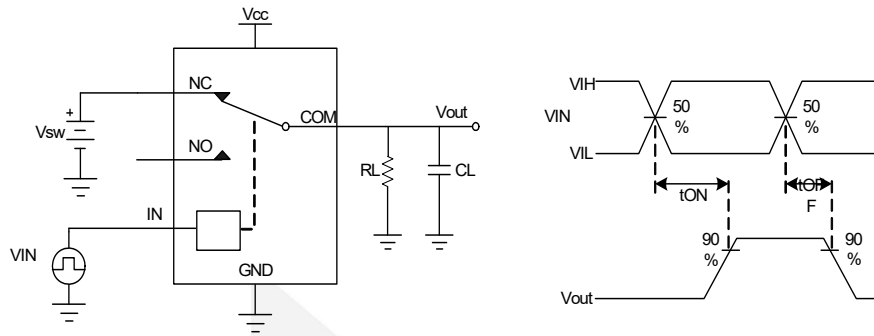 Vcc
NC
COM
Vout
Vsw
NO
RL
CL
IN
VIN
GND
VIH
VIN
VIL
50
%
50
%
tON
tOF
F
90
%
90
%
Vout